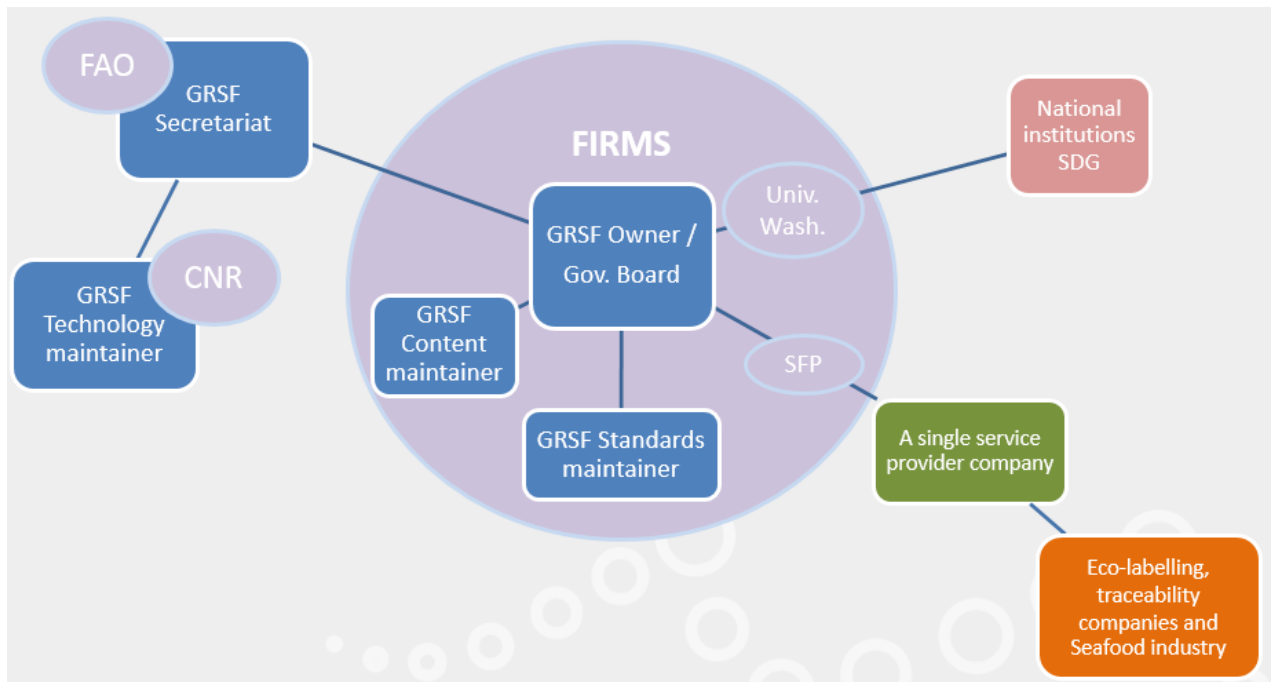 FAO
GRSF
Secretariat
CNR
GRSF
Technology
maintainer
FIRMS
GRSF Owner /
Gov. Board
GRSF
Content
maintainer
GRSF Standards
maintainer
Univ.
Wash.
SFP
National
institutions
SDG
A single service
provider company
Eco-labelling,
traceability
companies and
Seafood industry